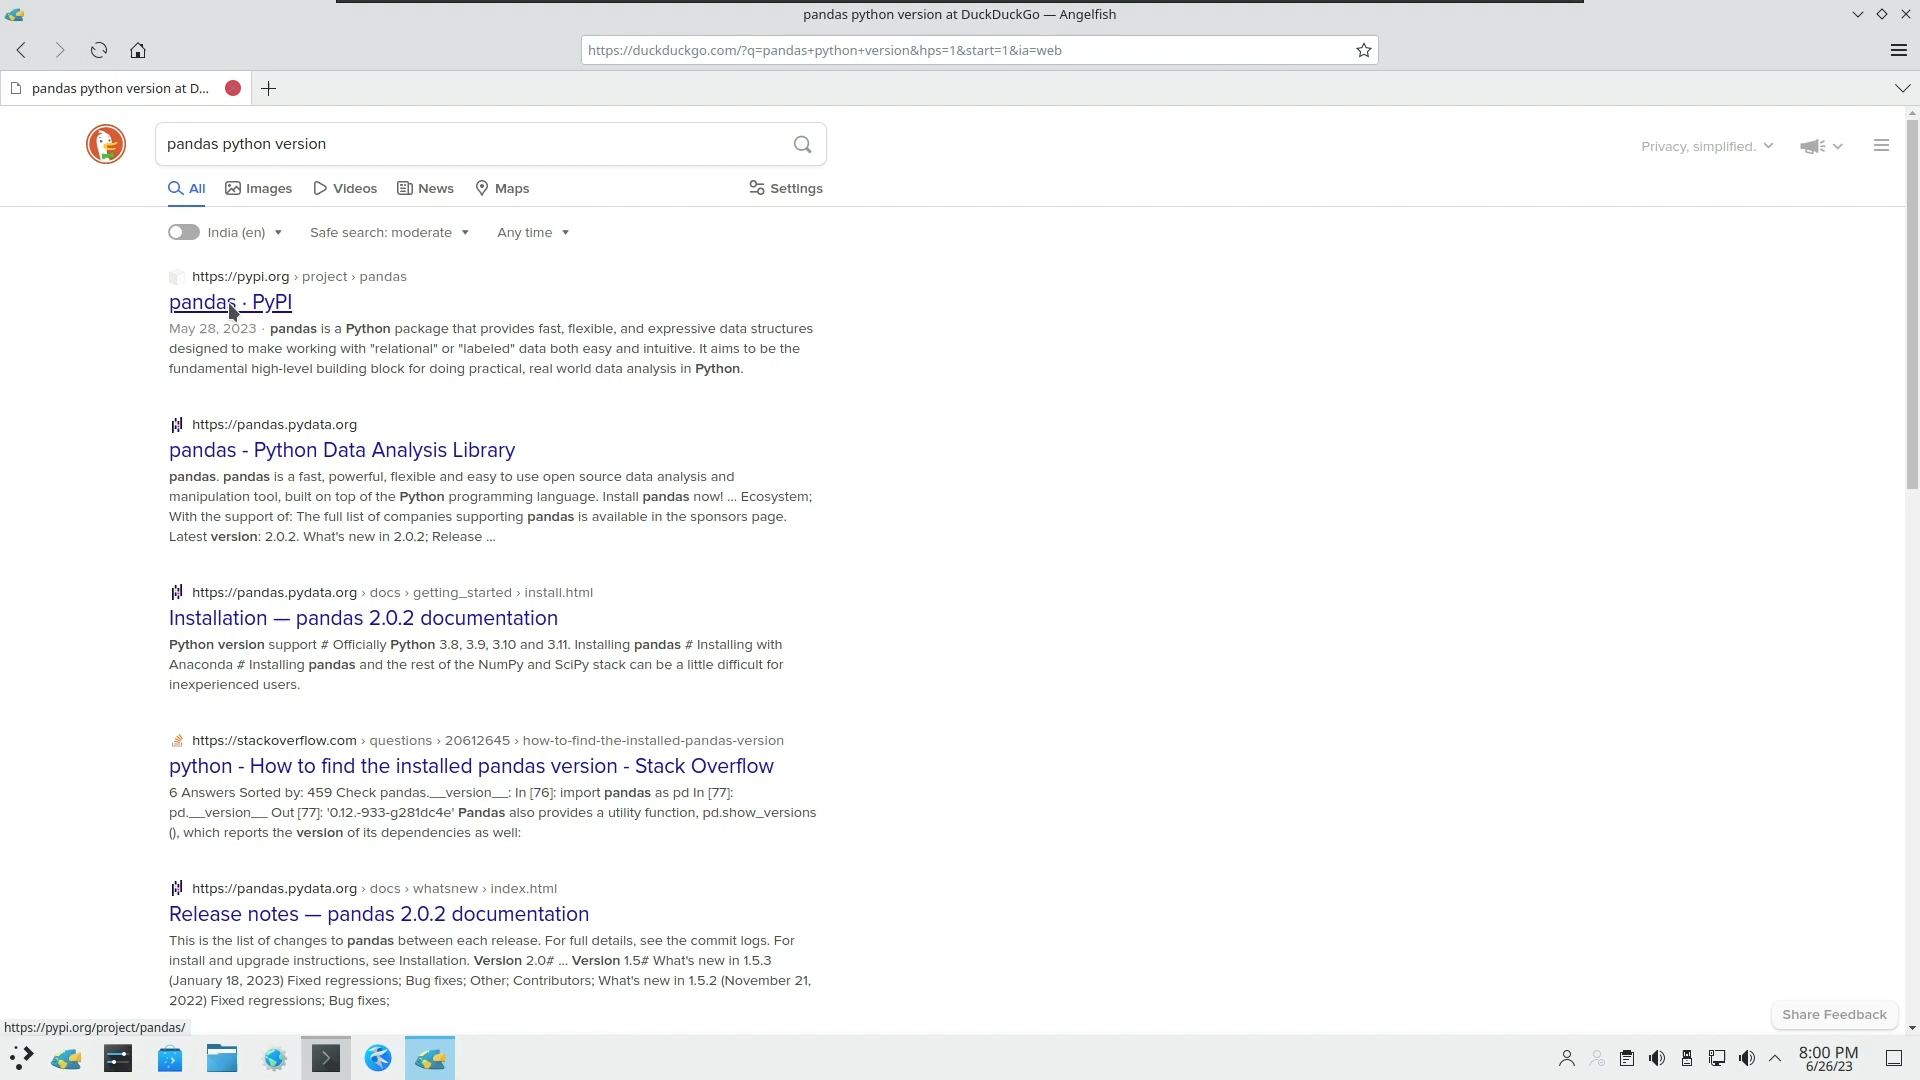 pandas python version at DuckDuckGo — Angelfish
https://duckduckgo.com/?q=pandas+python+version&hps=1&start=1&ia=web
pandas python version at D...
pandas python version
Privacy, simplified.
All Images Videos News Maps Settings
India (en) Safe search: moderate Any time
https://pypi.org › project › pandas
pandas · PyPI
May 28, 2023 · pandas is a Python package that provides fast, flexible, and expressive data structures
designed to make working with "relational" or "labeled" data both easy and intuitive. It aims to be the
fundamental high-level building block for doing practical, real world data analysis in Python.
https://pandas.pydata.org
pandas - Python Data Analysis Library
pandas. pandas is a fast, powerful, flexible and easy to use open source data analysis and
manipulation tool, built on top of the Python programming language. Install pandas now! ... Ecosystem;
With the support of: The full list of companies supporting pandas is available in the sponsors page.
Latest version: 2.0.2. What's new in 2.0.2; Release ...
https://pandas.pydata.org › docs › getting_started › install.html
Installation — pandas 2.0.2 documentation
Python version support # Officially Python 3.8, 3.9, 3.10 and 3.11. Installing pandas # Installing with
Anaconda # Installing pandas and the rest of the NumPy and SciPy stack can be a little difficult for
inexperienced users.
https://stackoverflow.com › questions › 20612645 › how-to-find-the-installed-pandas-version
python - How to find the installed pandas version - Stack Overflow
6 Answers Sorted by: 459 Check pandas.__version__: In [76]: import pandas as pd In [77]:
pd.__version__ Out [77]: '0.12.-933-g281dc4e' Pandas also provides a utility function, pd.show_versions
(), which reports the version of its dependencies as well:
https://pandas.pydata.org › docs › whatsnew › index.html
Release notes — pandas 2.0.2 documentation
This is the list of changes to pandas between each release. For full details, see the commit logs. For
install and upgrade instructions, see Installation. Version 2.0# ... Version 1.5# What's new in 1.5.3
(January 18, 2023) Fixed regressions; Bug fixes; Other; Contributors; What's new in 1.5.2 (November 21,
2022) Fixed regressions; Bug fixes;
Share Feedback
https://pypi.org/project/pandas/
8:00 PM
6/26/23